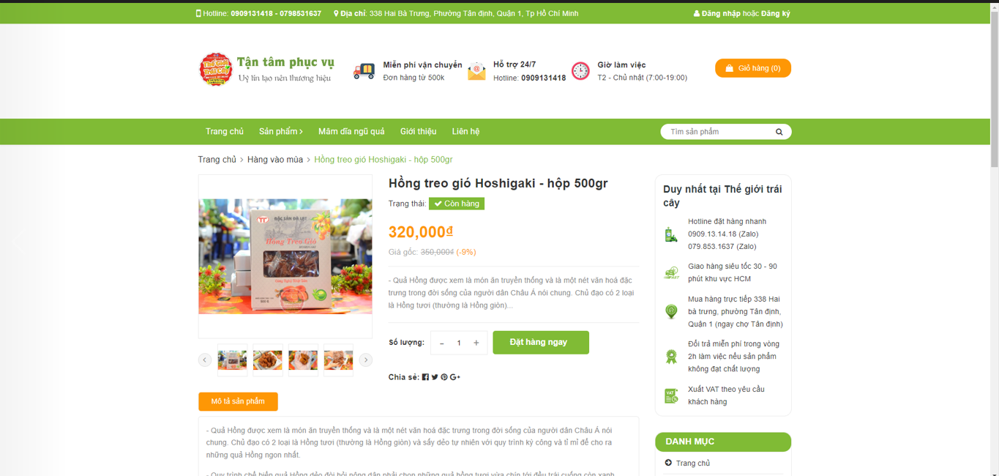 Hotline: 0909131418 - 0798531637
Địa chỉ: 338 Hai Bà Trưng, Phường Tân định, Quận 1, Tp Hồ Chí Minh
Đăng nhập hoặc Đăng ký
Thế Giới
Trái Cây
Tận tâm phục vụ
Uy tín tạo nên thương hiệu
Miễn phí vận chuyển
Đơn hàng từ 500k
Hỗ trợ 24/7
Hotline: 0909131418
Giờ làm việc
T2 - Chủ nhật (7:00-19:00)
Giỏ hàng (0)
Trang chủ
Sản phẩm
Mâm dĩa ngũ quả
Giới thiệu
Liên hệ
Tìm sản phẩm
Trang chủ > Hàng vào mùa > Hồng treo gió Hoshigaki - hộp 500gr
ĐẶC SẢN ĐÀ LẠT
Hồng Treo Gió
HOSHIGAKI
Hồng treo gió Hoshigaki - hộp 500gr
Trạng thái: Còn hàng
320,000₫
Giá gốc: 350,000₫ (-9%)
- Quả Hồng được xem là món ăn truyền thống và là một nét văn hoá đặc
trưng trong đời sống của người dân Châu Á nói chung. Chủ đạo có 2 loại
là Hồng tươi (thường là Hồng giòn)...
Số lượng: - 1 +
Đặt hàng ngay
Chia sẻ:
Mô tả sản phẩm
- Quả Hồng được xem là món ăn truyền thống và là một nét văn hoá đặc trưng trong đời sống của người dân Châu Á nói
chung. Chủ đạo có 2 loại là Hồng tươi (thường là Hồng giòn) và sấy dẻo tự nhiên với quy trình kỳ công và tỉ mỉ để cho ra
những quả Hồng ngon nhất.
- Quy trình chế biến quả Hồng dẻo đòi hỏi nông dân phải chọn những quả hồng tươi vừa chín tới đều trái cuống còn xanh
Duy nhất tại Thế giới trái
cây
Hotline đặt hàng nhanh
0909.13.14.18 (Zalo)
079.853.1637 (Zalo)
Giao hàng siêu tốc 30 - 90
phút khu vực HCM
Mua hàng trực tiếp 338 Hai
bà trưng, phường Tân định,
Quận 1 (ngay chợ Tân định)
Đổi trả miễn phí trong vòng
2h làm việc nếu sản phẩm
không đạt chất lượng
VAT
Xuất VAT theo yêu cầu
khách hàng
DANH MỤC
Trang chủ